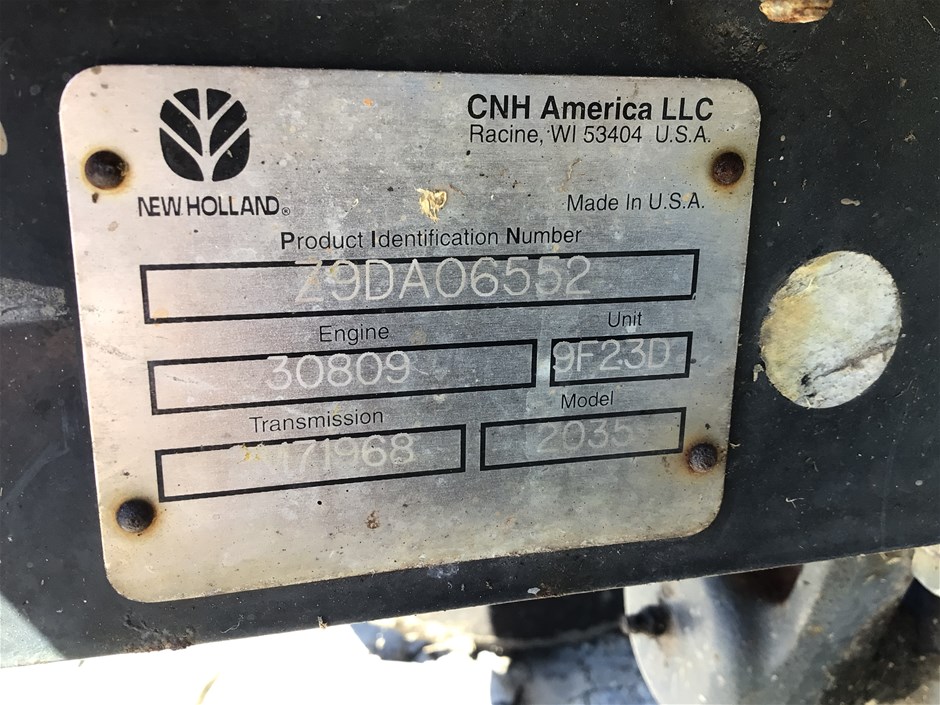 CNH America LLC
Racine, WI 53404 U.S.A.
NEW HOLLAND®
Made In U.S.A.
Product Identification Number
Z9DA06552
Engine
Unit
30809
9F23D
Transmission
Model
2035